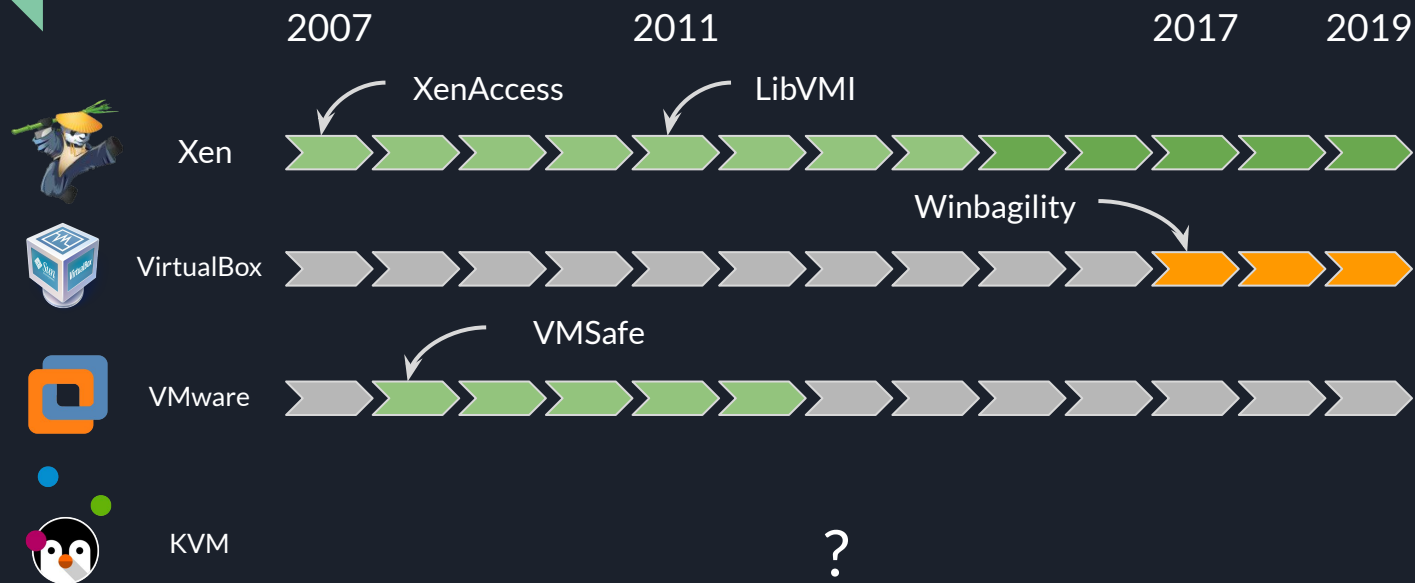 2007 2011 2017 2019
XenAccess LibVMI
Xen
Winbagility
VirtualBox
VMSafe
VMware
KVM ?